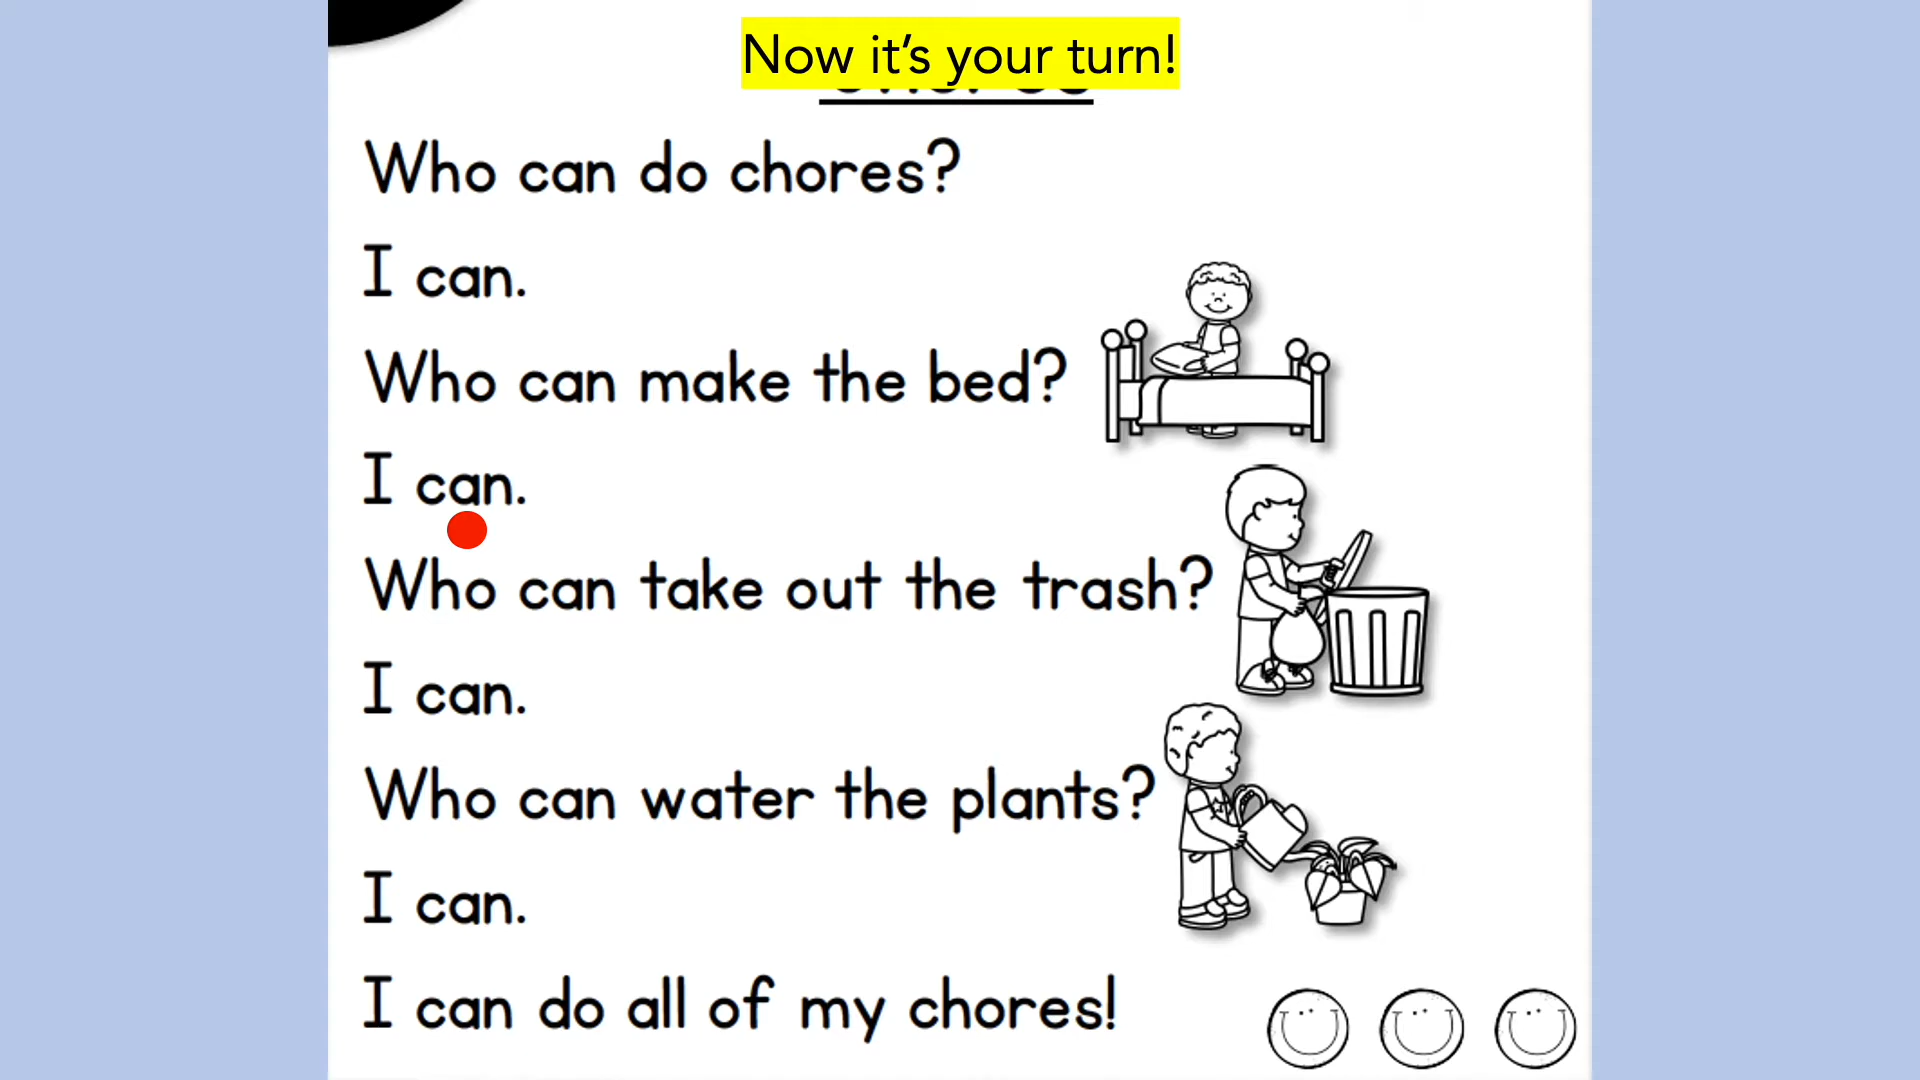 Now it's your turn!
Who can do chores?
I can.
Who can make the bed?
I can.
Who can take out the trash?
I can.
Who can water the plants?
I can.
I can do all of my chores!